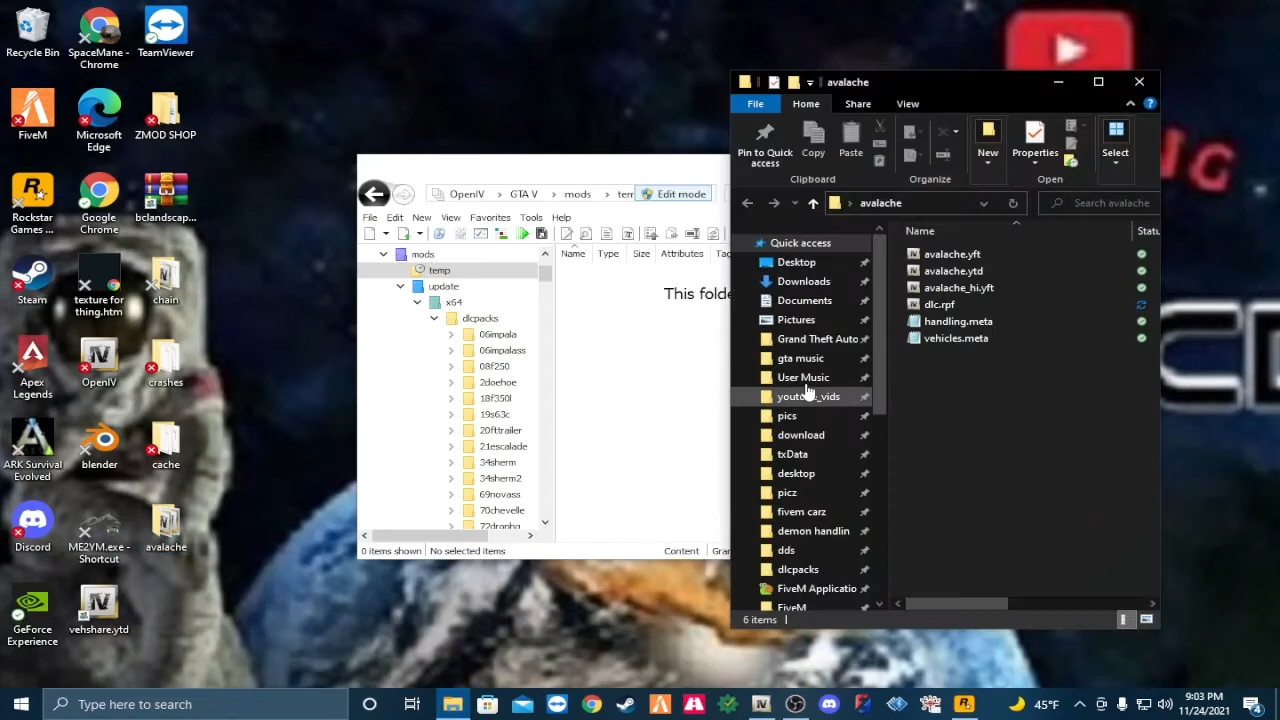 Recycle Bin
SpaceMane - Chrome
TeamViewer
FiveM
Microsoft Edge
ZMOD SHOP
Rockstar Games ...
Google Chrome
bclandscap...
Steam
texture for thing.htm
chain
Apex Legends
OpenIV
crashes
ARK Survival Evolved
blender
cache
Discord
ME2YM.exe - Shortcut
avalache
GeForce Experience
vehshare.ytd
OpenIV
GTA V
mods
tem
Edit mode
File Edit New View Favorites Tools Help
mods
temp
update
x64
dlcpacks
06impala
06impalass
08f250
2doehoe
18f350l
19s63c
20fttrailer
21escalade
34sherm
34sherm2
69novass
70chevelle
Name Type Size Attributes
This folde
0 items shown No selected items Content Gran
avalache
File Home Share View
Pin to Quick access
Copy
Paste
Clipboard
Organize
New
Properties
Open
Select
avalache
Search avalache
Quick access
Desktop
Downloads
Documents
Pictures
Grand Theft Auto
gta music
User Music
youtube_vids
pics
download
txData
desktop
picz
fivem carz
demon handlin
dds
dlcpacks
FiveM Applicatio
FiveM
Name Statu
avalache.yft
avalache.ytd
avalache_hi.yft
dlc.rpf
handling.meta
vehicles.meta
6 items
Type here to search
45°F
9:03 PM
11/24/2021
4